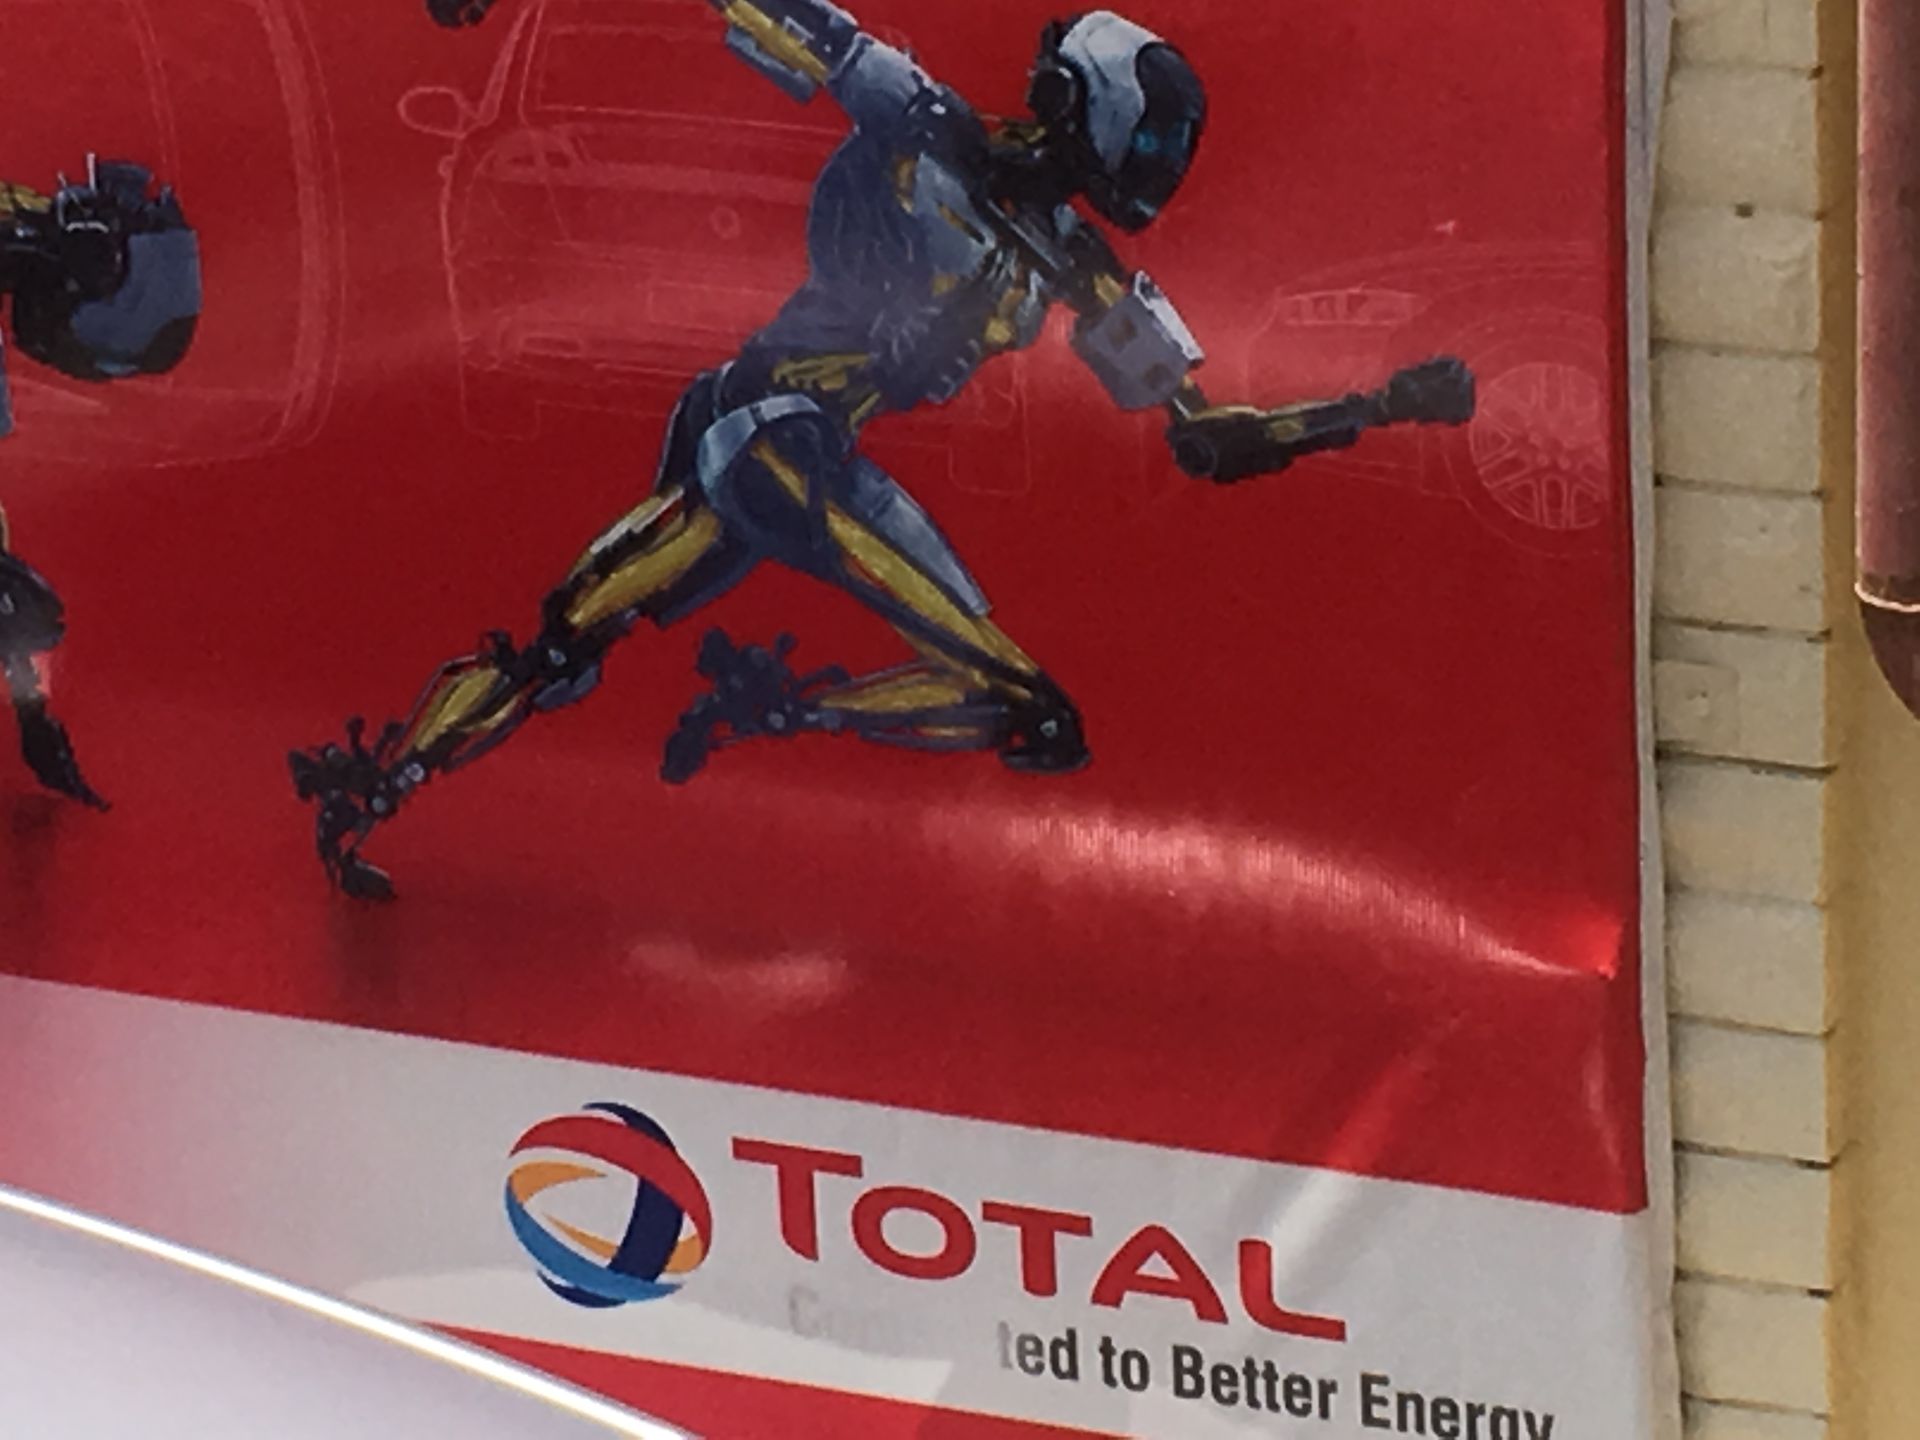 TOTAL
ted to Better Energy